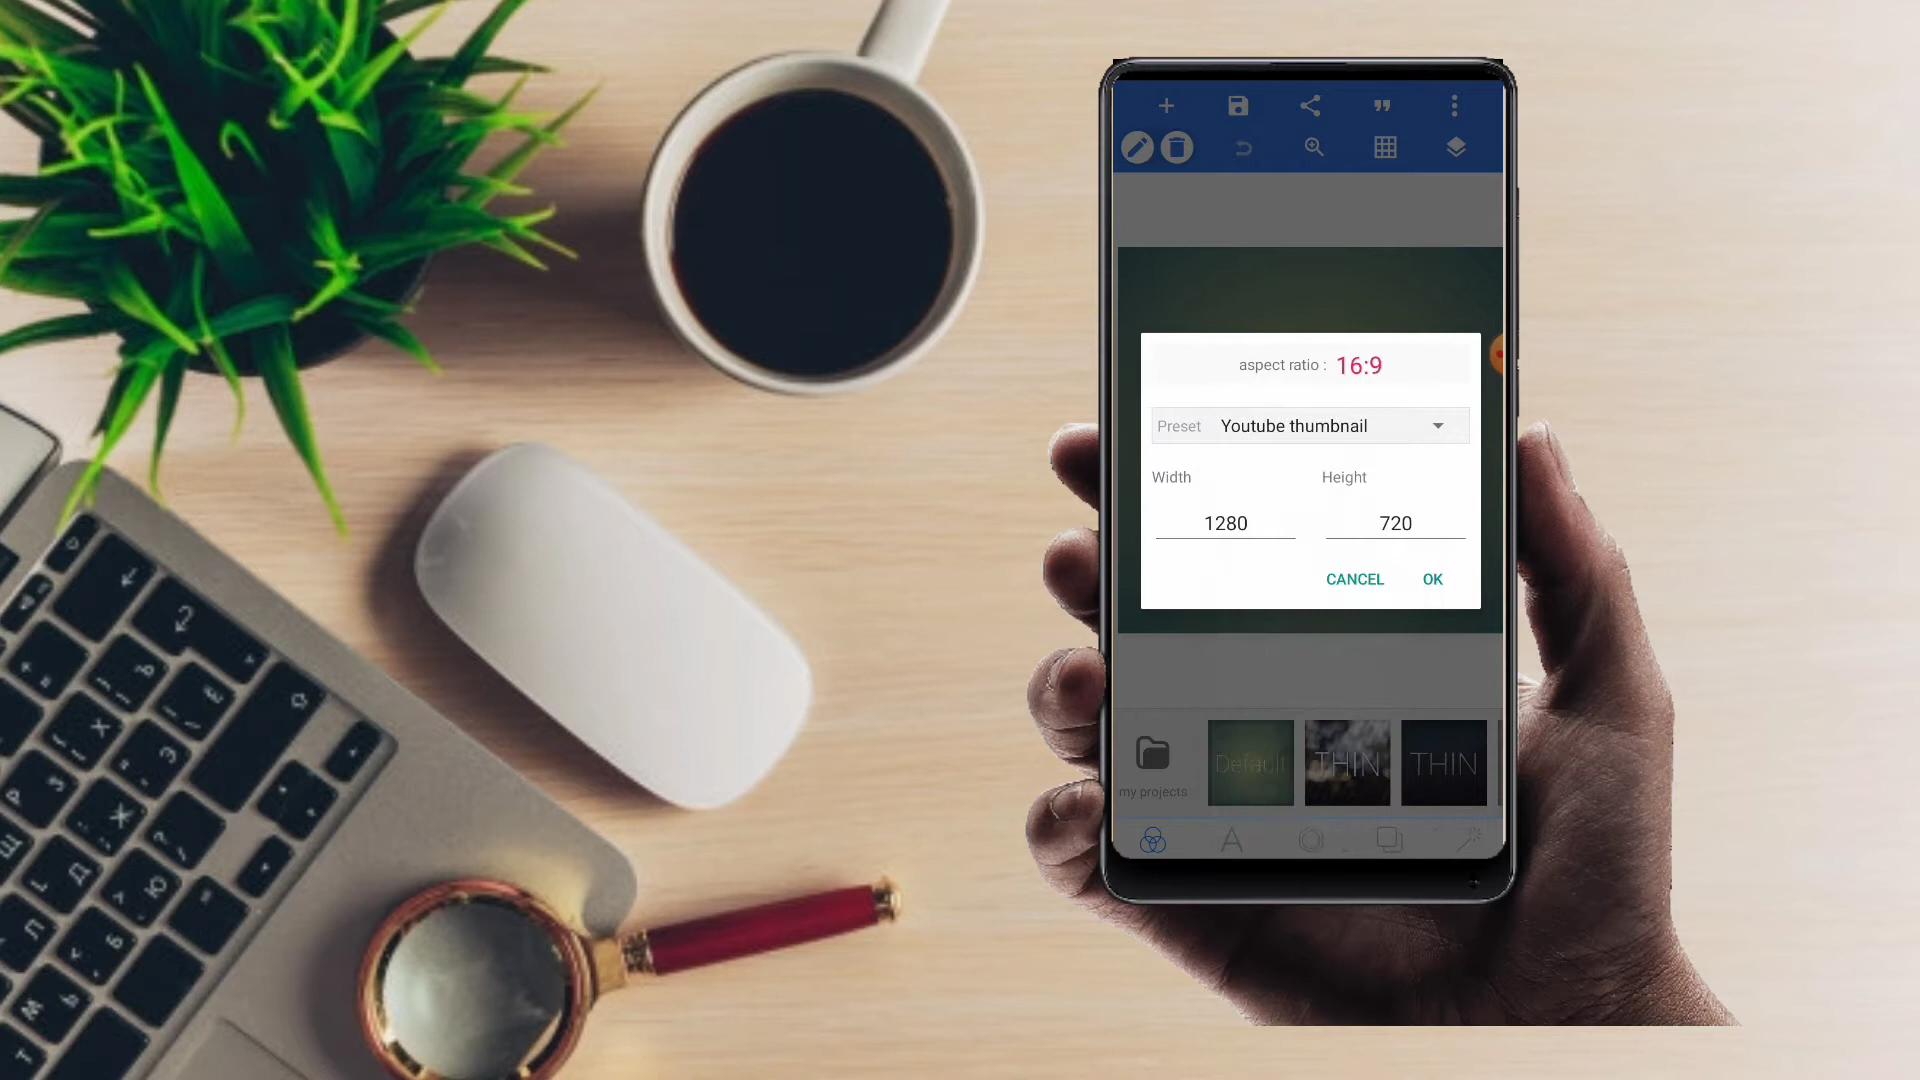 aspect ratio : 16:9
Preset Youtube thumbnail
Width Height
1280 720
CANCEL OK
Default THIN THIN
my projects
A